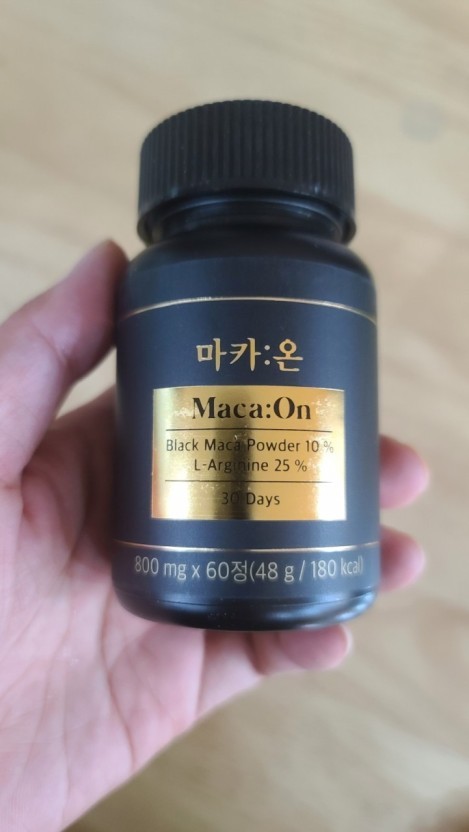 마카:온
Maca:On
Black Maca Powder 10 %
L-Arginine 25 %
30 Days
800 mg x 60정(48 g / 180 kcal)